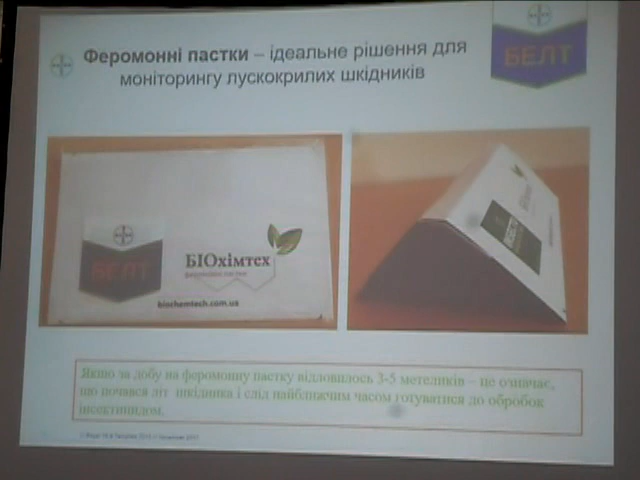 Феромонні пастки – ідеальне рішення для
моніторингу лускокрилих шкідників
БЕЛТ
БЕЛТ
БІОхімтех
biochemtech.com.ua
Якщо за добу на феромонну пастку відловилось 3-5 метеликів – це означає,
що почався літ шкідника і слід найближчим часом готуватися до обробок
інсектицидом.